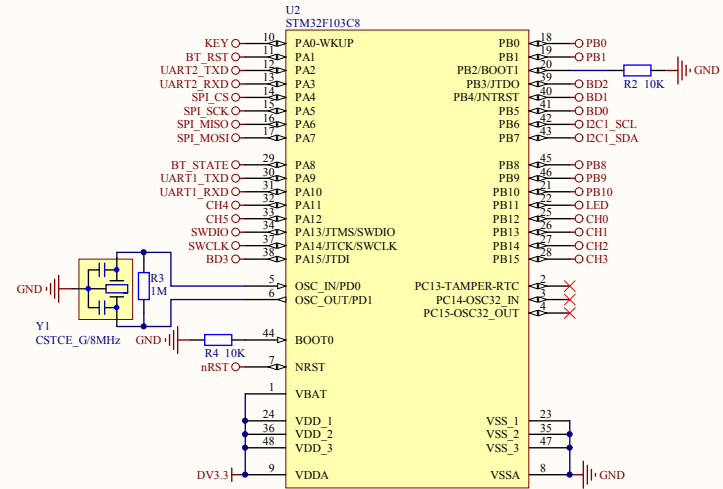 U2
STM32F103C8
KEY 10 PA0-WKUP PB0 18 PB0
BT_RST 11 PA1 PB1 19 PB1
UART2_TXD 12 PA2 PB2/BOOT1 20 R2 10K GND
UART2_RXD 13 PA3 PB3/JTDO 39 BD2
SPI_CS 14 PA4 PB4/JNTRST 40 BD1
SPI_SCK 15 PA5 PB5 41 BD0
SPI_MISO 16 PA6 PB6 42 I2C1_SCL
SPI_MOSI 17 PA7 PB7 43 I2C1_SDA
BT_STATE 29 PA8 PB8 45 PB8
UART1_TXD 30 PA9 PB9 46 PB9
UART1_RXD 31 PA10 PB10 21 PB10
CH4 32 PA11 PB11 22 LED
CH5 33 PA12 PB12 25 CH0
SWDIO 34 PA13/JTMS/SWDIO PB13 26 CH1
SWCLK 37 PA14/JTCK/SWCLK PB14 27 CH2
BD3 38 PA15/JTDI PB15 28 CH3
GND R3 1M 5 OSC_IN/PD0 PC13-TAMPER-RTC 2
6 OSC_OUT/PD1 PC14-OSC32_IN 3
PC15-OSC32_OUT 4
Y1
CSTCE_G/8MHz
GND R4 10K 44 BOOT0
nRST 7 NRST
1 VBAT
24 VDD_1 VSS_1 23
36 VDD_2 VSS_2 35
48 VDD_3 VSS_3 47
DV3.3 9 VDDA VSSA 8 GND